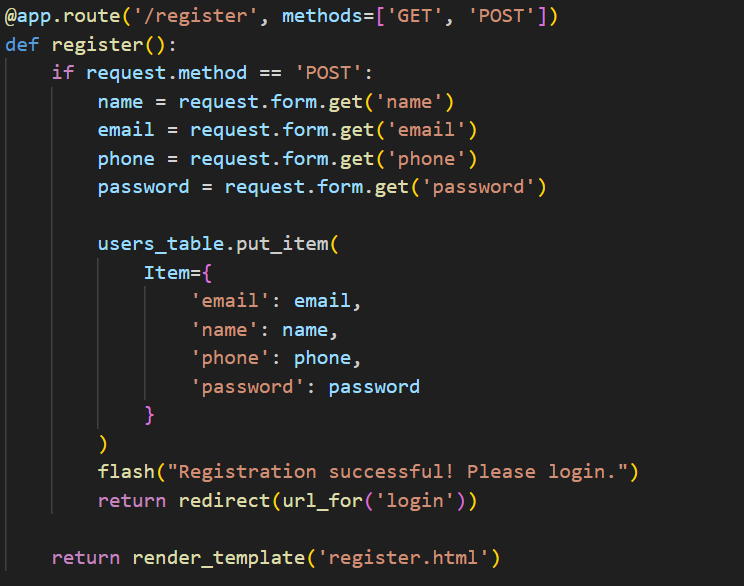 @app.route('/register', methods=['GET', 'POST'])
def register():
    if request.method == 'POST':
        name = request.form.get('name')
        email = request.form.get('email')
        phone = request.form.get('phone')
        password = request.form.get('password')

        users_table.put_item(
            Item={
                'email': email,
                'name': name,
                'phone': phone,
                'password': password
            }
        )
        flash("Registration successful! Please login.")
        return redirect(url_for('login'))

    return render_template('register.html')